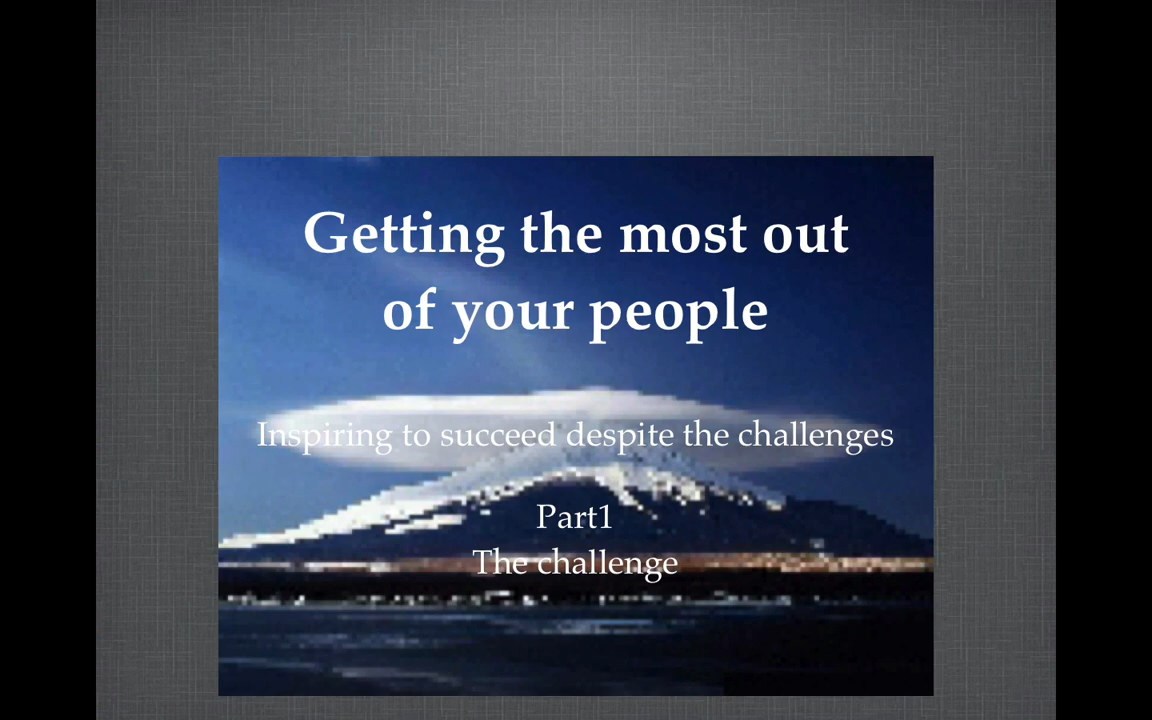 Getting the most out
of your people
Inspiring to succeed despite the challenges
Part1
The challenge